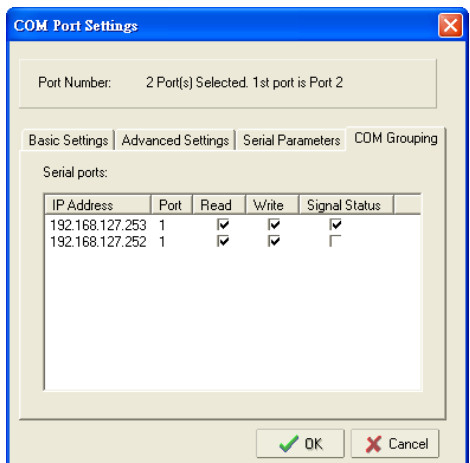 COM Port Settings
Port Number: 2 Port(s) Selected. 1st port is Port 2
Basic Settings Advanced Settings Serial Parameters COM Grouping
Serial ports:
IP Address Port Read Write Signal Status
192.168.127.253 1
192.168.127.252 1
OK Cancel